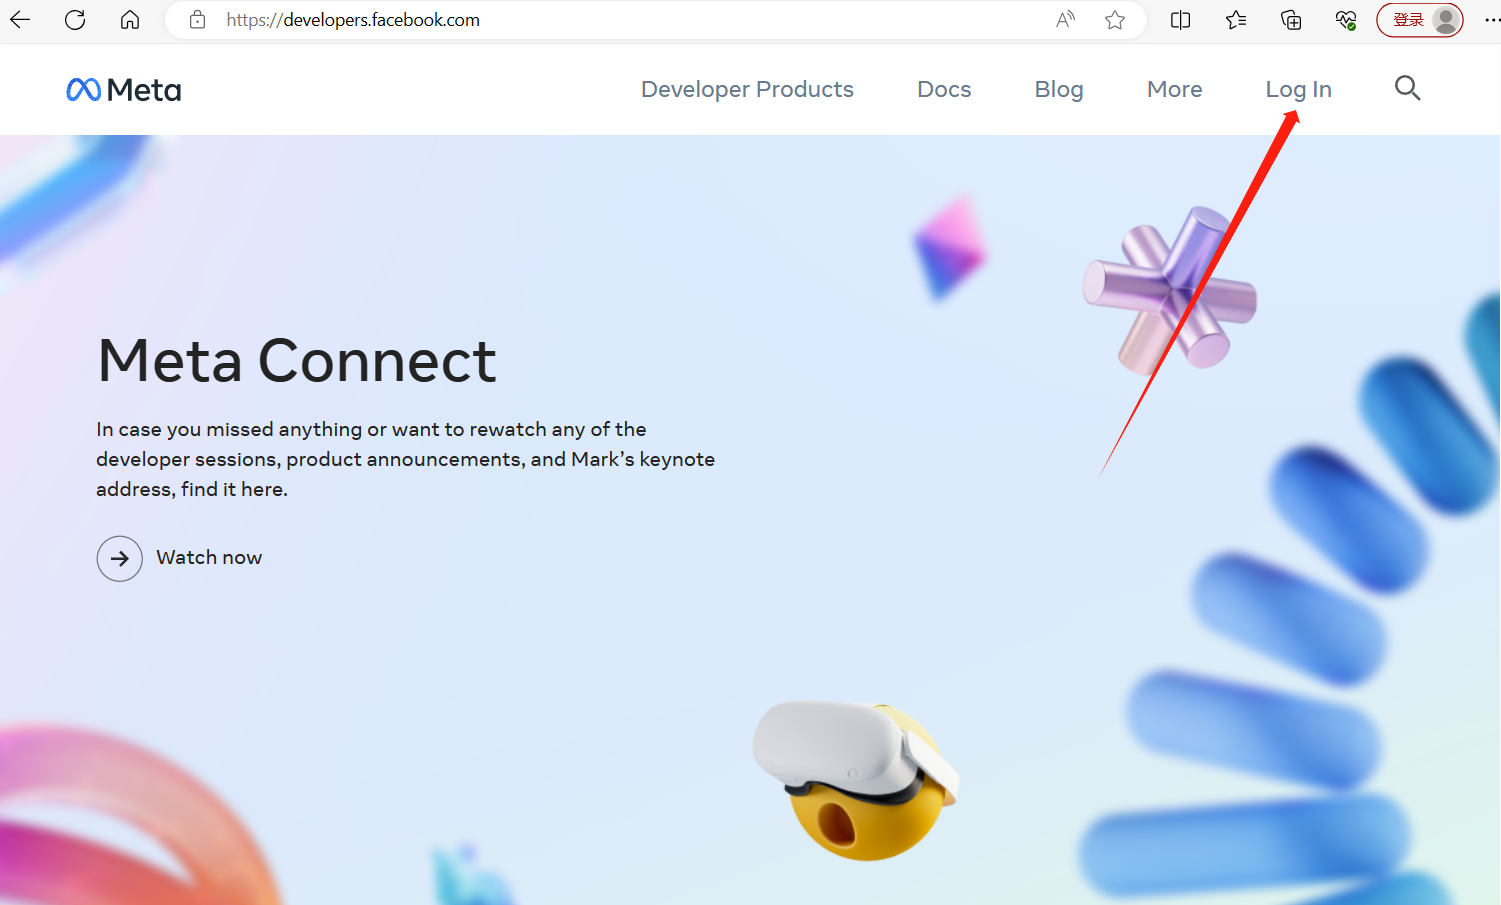 https://developers.facebook.com
A
登录
Meta
Developer Products
Docs
Blog
More
Log In
Meta Connect
In case you missed anything or want to rewatch any of the
developer sessions, product announcements, and Mark’s keynote
address, find it here.
Watch now